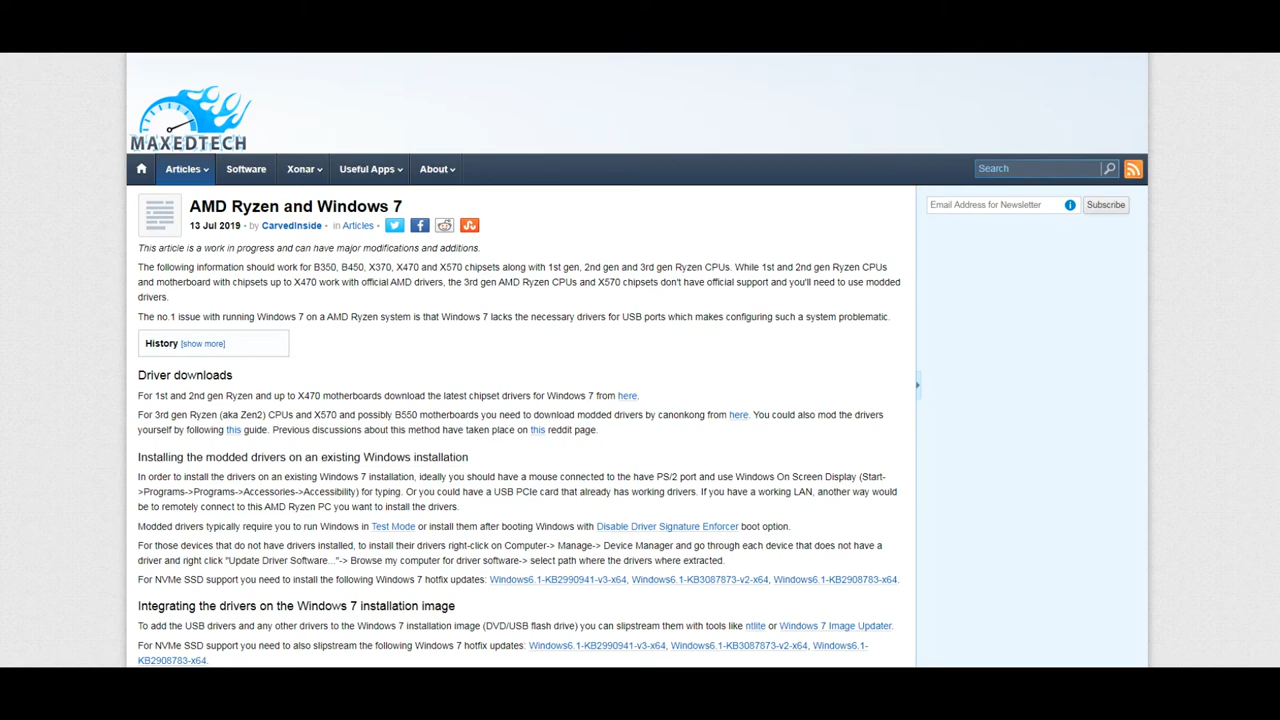 MAXEDTECH
Articles Software Xonar Useful Apps About Search
AMD Ryzen and Windows 7
13 Jul 2019 - by CarvedInside - in Articles -
Email Address for Newsletter Subscribe
This article is a work in progress and can have major modifications and additions.
The following information should work for B350, B450, X370, X470 and X570 chipsets along with 1st gen, 2nd gen and 3rd gen Ryzen CPUs. While 1st and 2nd gen Ryzen CPUs
and motherboard with chipsets up to X470 work with official AMD drivers, the 3rd gen AMD Ryzen CPUs and X570 chipsets don't have official support and you'll need to use modded
drivers.
The no.1 issue with running Windows 7 on a AMD Ryzen system is that Windows 7 lacks the necessary drivers for USB ports which makes configuring such a system problematic.
History [show more]
Driver downloads
For 1st and 2nd gen Ryzen and up to X470 motherboards download the latest chipset drivers for Windows 7 from here.
For 3rd gen Ryzen (aka Zen2) CPUs and X570 and possibly B550 motherboards you need to download modded drivers by canonkong from here. You could also mod the drivers
yourself by following this guide. Previous discussions about this method have taken place on this reddit page.
Installing the modded drivers on an existing Windows installation
In order to install the drivers on an existing Windows 7 installation, ideally you should have a mouse connected to the have PS/2 port and use Windows On Screen Display (Start-
>Programs->Programs->Accessories->Accessibility) for typing. Or you could have a USB PCIe card that already has working drivers. If you have a working LAN, another way would
be to remotely connect to this AMD Ryzen PC you want to install the drivers.
Modded drivers typically require you to run Windows in Test Mode or install them after booting Windows with Disable Driver Signature Enforcer boot option.
For those devices that do not have drivers installed, to install their drivers right-click on Computer-> Manage-> Device Manager and go through each device that does not have a
driver and right click "Update Driver Software..."-> Browse my computer for driver software-> select path where the drivers where extracted.
For NVMe SSD support you need to install the following Windows 7 hotfix updates: Windows6.1-KB2990941-v3-x64, Windows6.1-KB3087873-v2-x64, Windows6.1-KB2908783-x64.
Integrating the drivers on the Windows 7 installation image
To add the USB drivers and any other drivers to the Windows 7 installation image (DVD/USB flash drive) you can slipstream them with tools like ntlite or Windows 7 Image Updater.
For NVMe SSD support you need to also slipstream the following Windows 7 hotfix updates: Windows6.1-KB2990941-v3-x64, Windows6.1-KB3087873-v2-x64, Windows6.1-
KB2908783-x64.